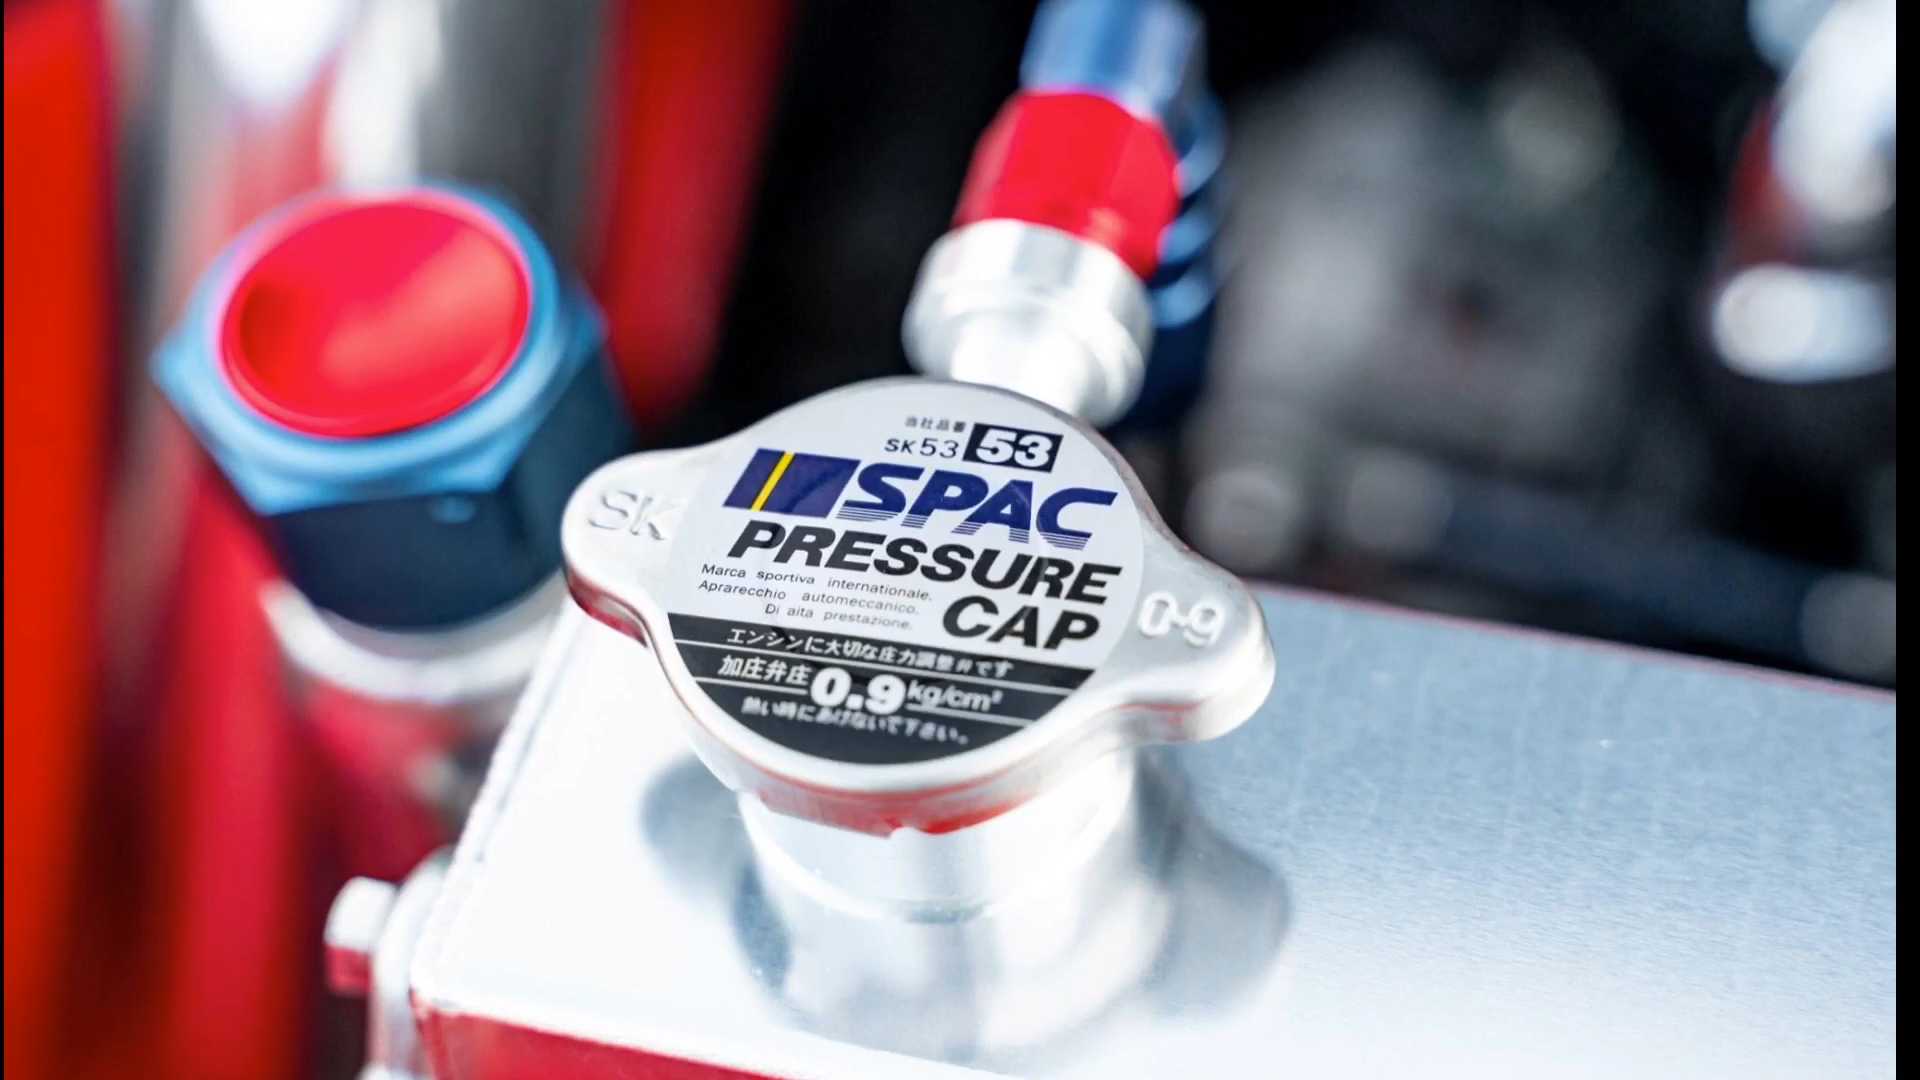 当社品番
SK53 53
SPAC
PRESSURE
CAP
Marca sportiva internationale.
Aprarecchio automeccanico.
Di aita prestazione.
SK
0.9
エンジンに大切な圧力調整弁です
加圧弁圧 0.9kg/cm²
熱い時にあけないで下さい。